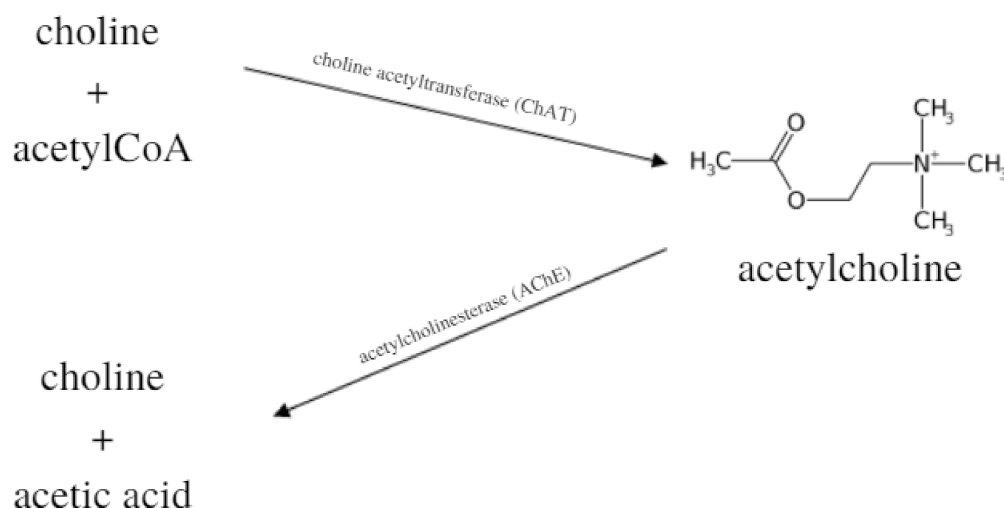 choline
+
acetylCoA
choline acetyltransferase (ChAT)
O
H₃C
O
N⁺
CH₃
CH₃
CH₃
acetylcholine
acetylcholinesterase (AChE)
choline
+
acetic acid